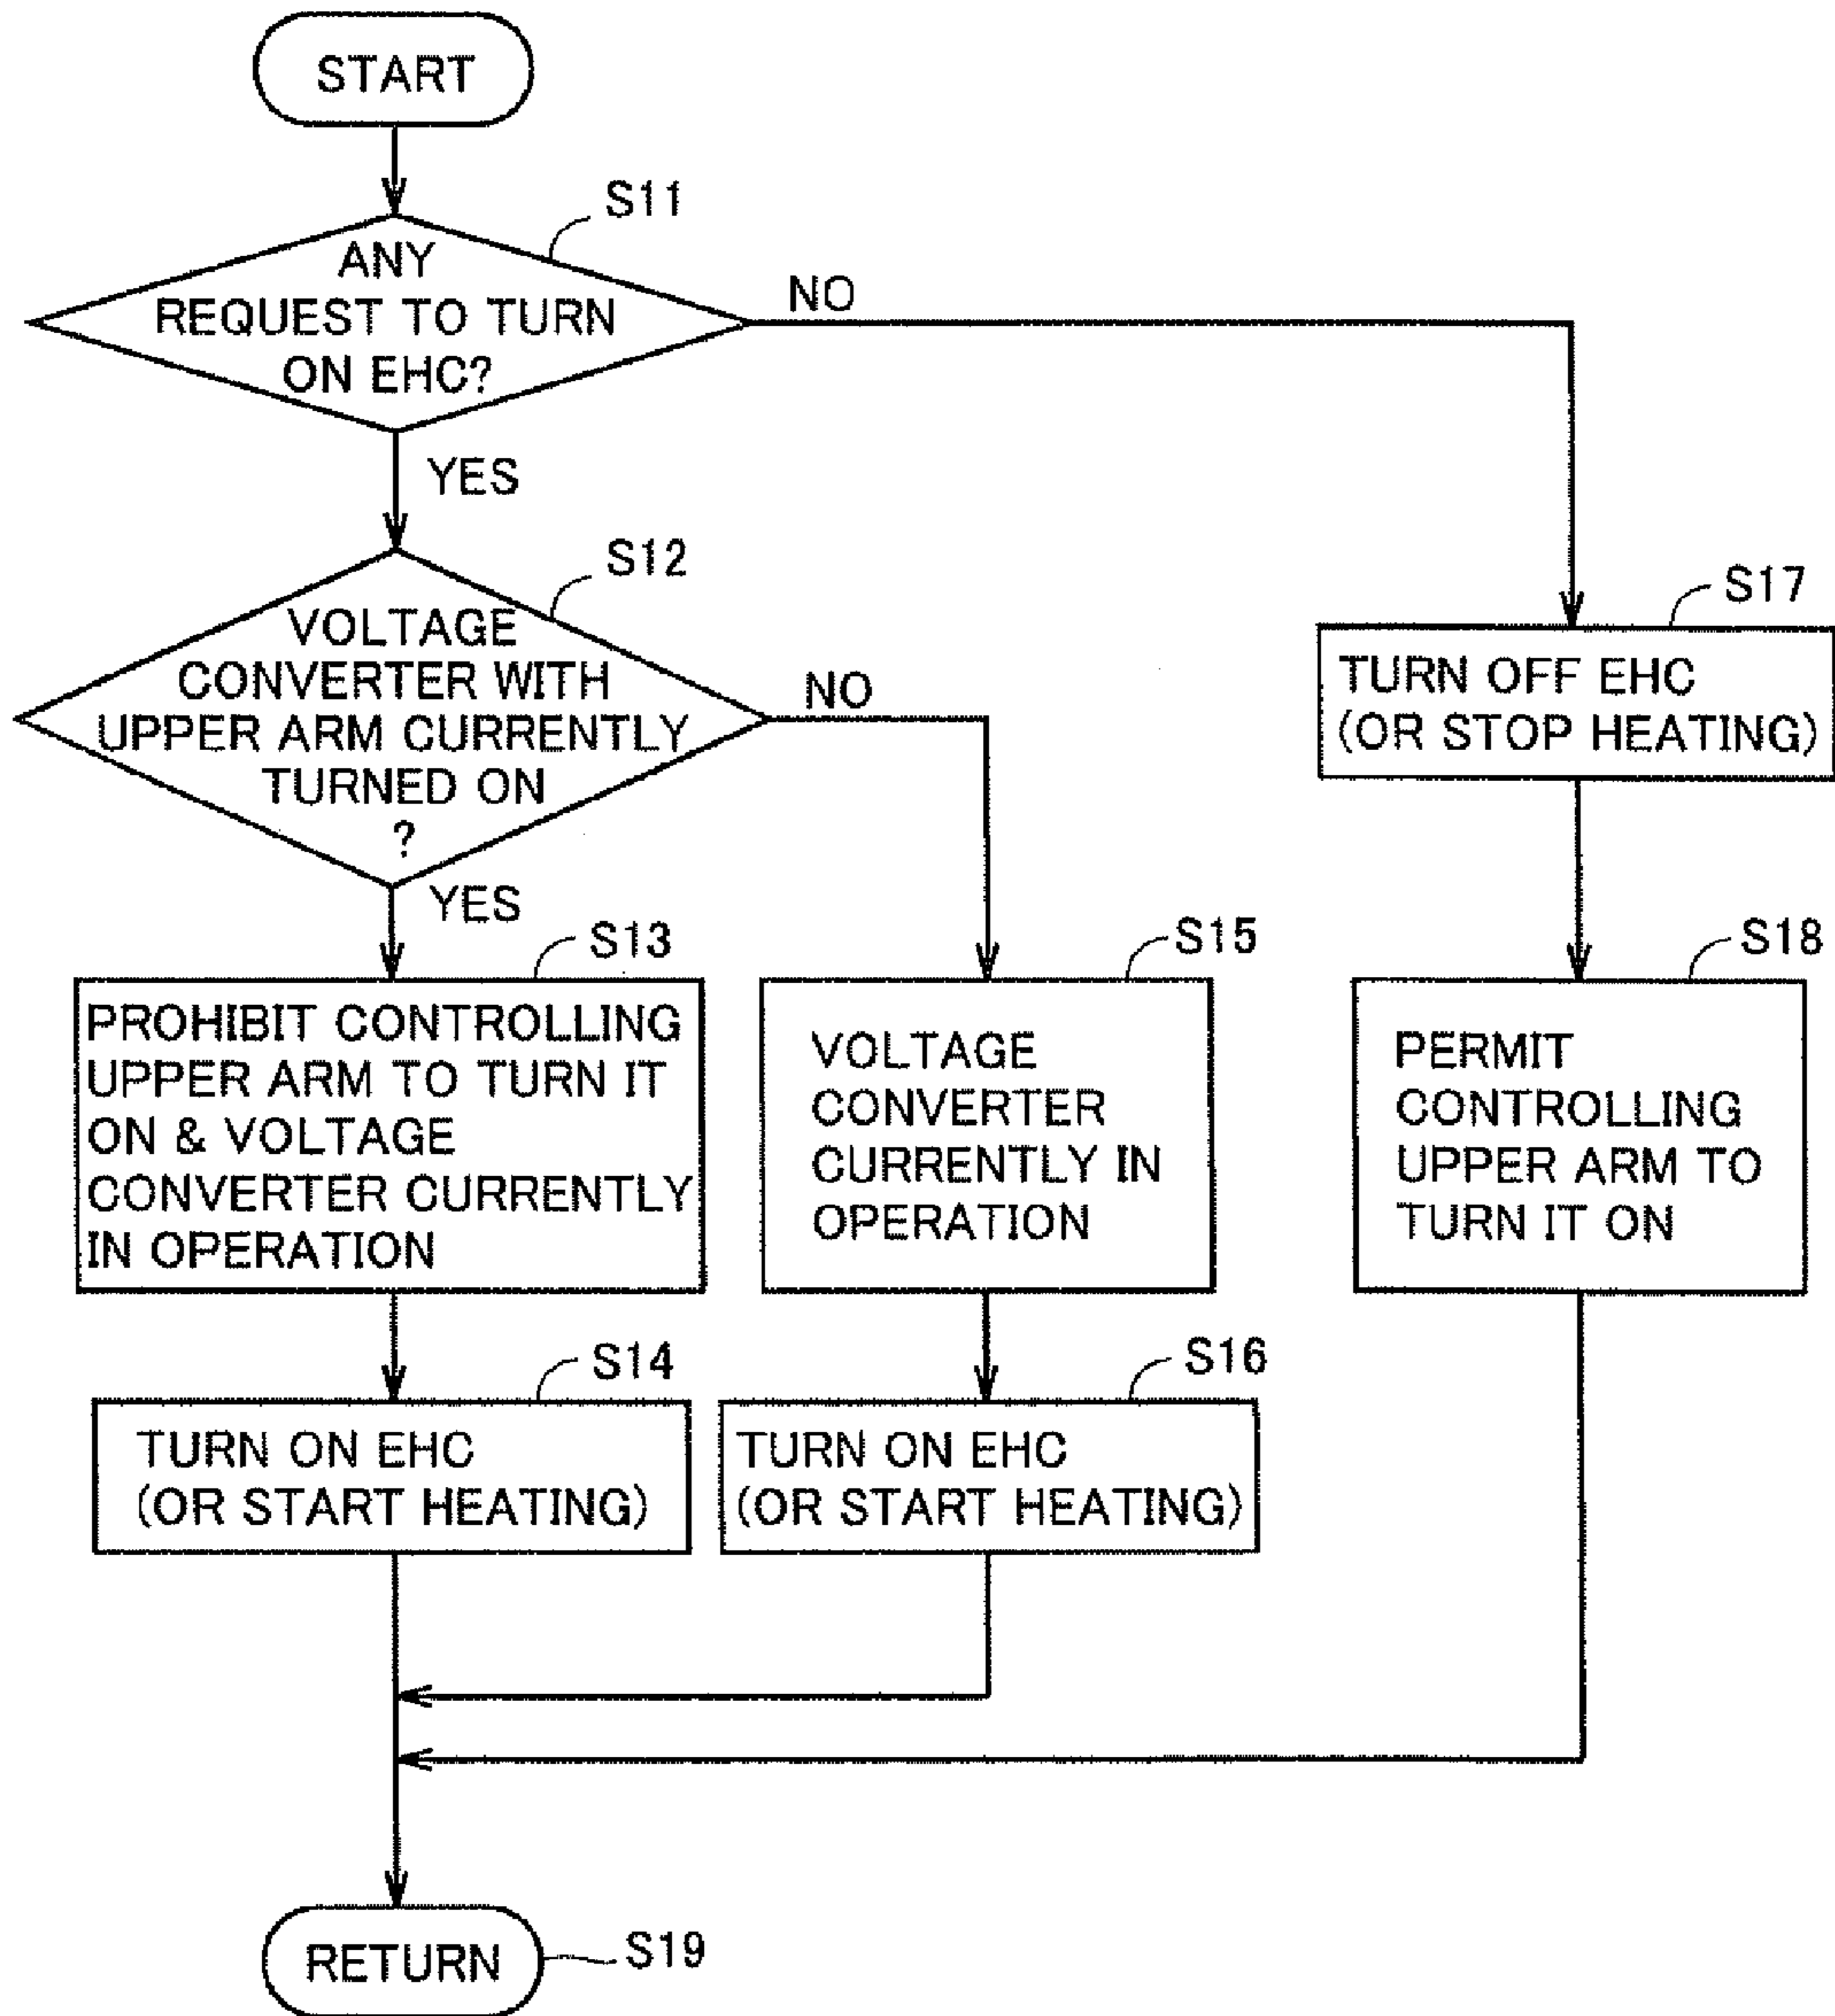 START
S11
ANY
REQUEST TO TURN
ON EHC?
NO
YES
S12
VOLTAGE
CONVERTER WITH
UPPER ARM CURRENTLY
TURNED ON
?
NO
YES
S17
TURN OFF EHC
(OR STOP HEATING)
S13
PROHIBIT CONTROLLING
UPPER ARM TO TURN IT
ON & VOLTAGE
CONVERTER CURRENTLY
IN OPERATION
S15
VOLTAGE
CONVERTER
CURRENTLY IN
OPERATION
S18
PERMIT
CONTROLLING
UPPER ARM TO
TURN IT ON
S14
TURN ON EHC
(OR START HEATING)
S16
TURN ON EHC
(OR START HEATING)
RETURN
S19